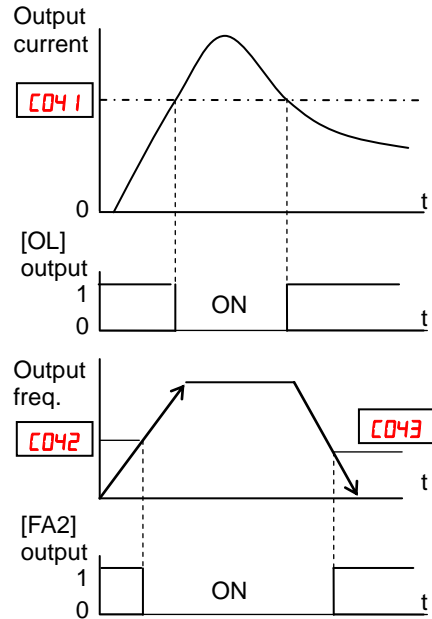 Output
current
C041
0
t
[OL]
output
1
0
ON
t
Output
freq.
C042
C043
t
[FA2]
output
1
0
ON
t